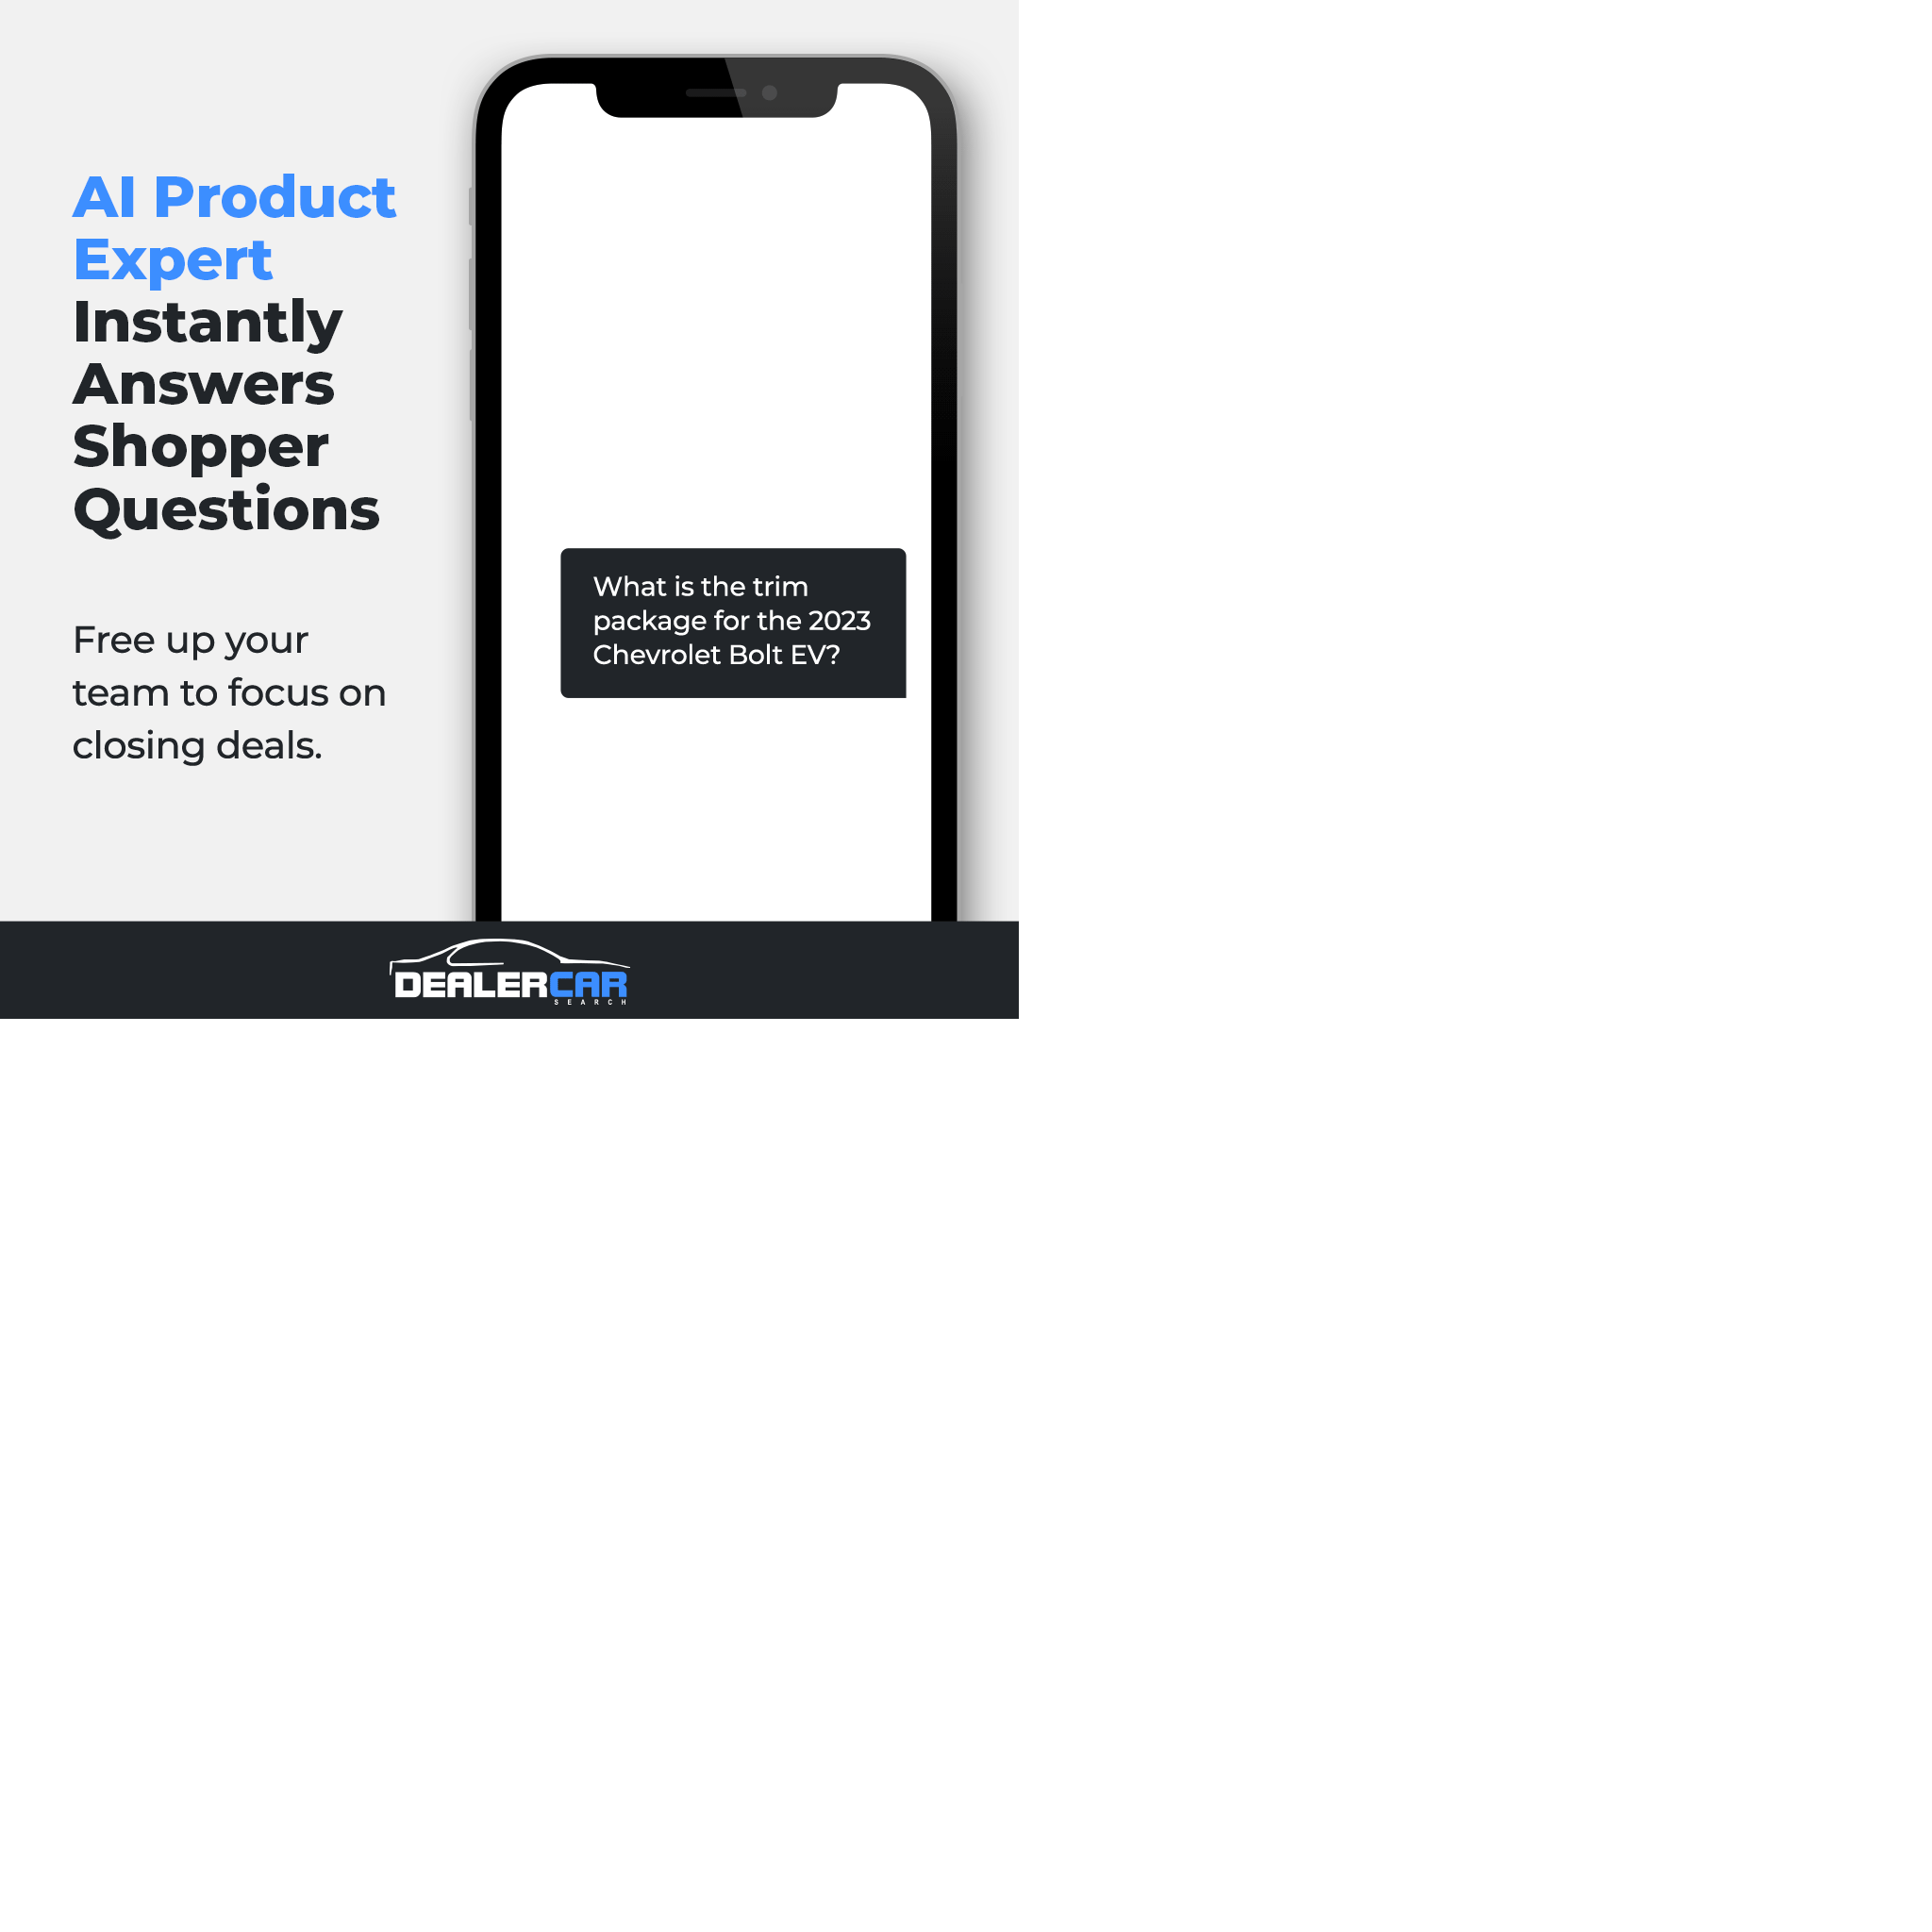 AI Product
Expert
Instantly
Answers
Shopper
Questions
Free up your
team to focus on
closing deals.
What is the trim
package for the 2023
Chevrolet Bolt EV?
DEALERCAR
SEARCH